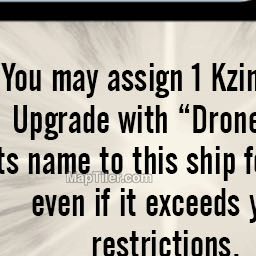 You may assign 1 Kzin
Upgrade with “Drone
ts name to this ship f
MapTiler.com
even if it exceeds y
restrictions.